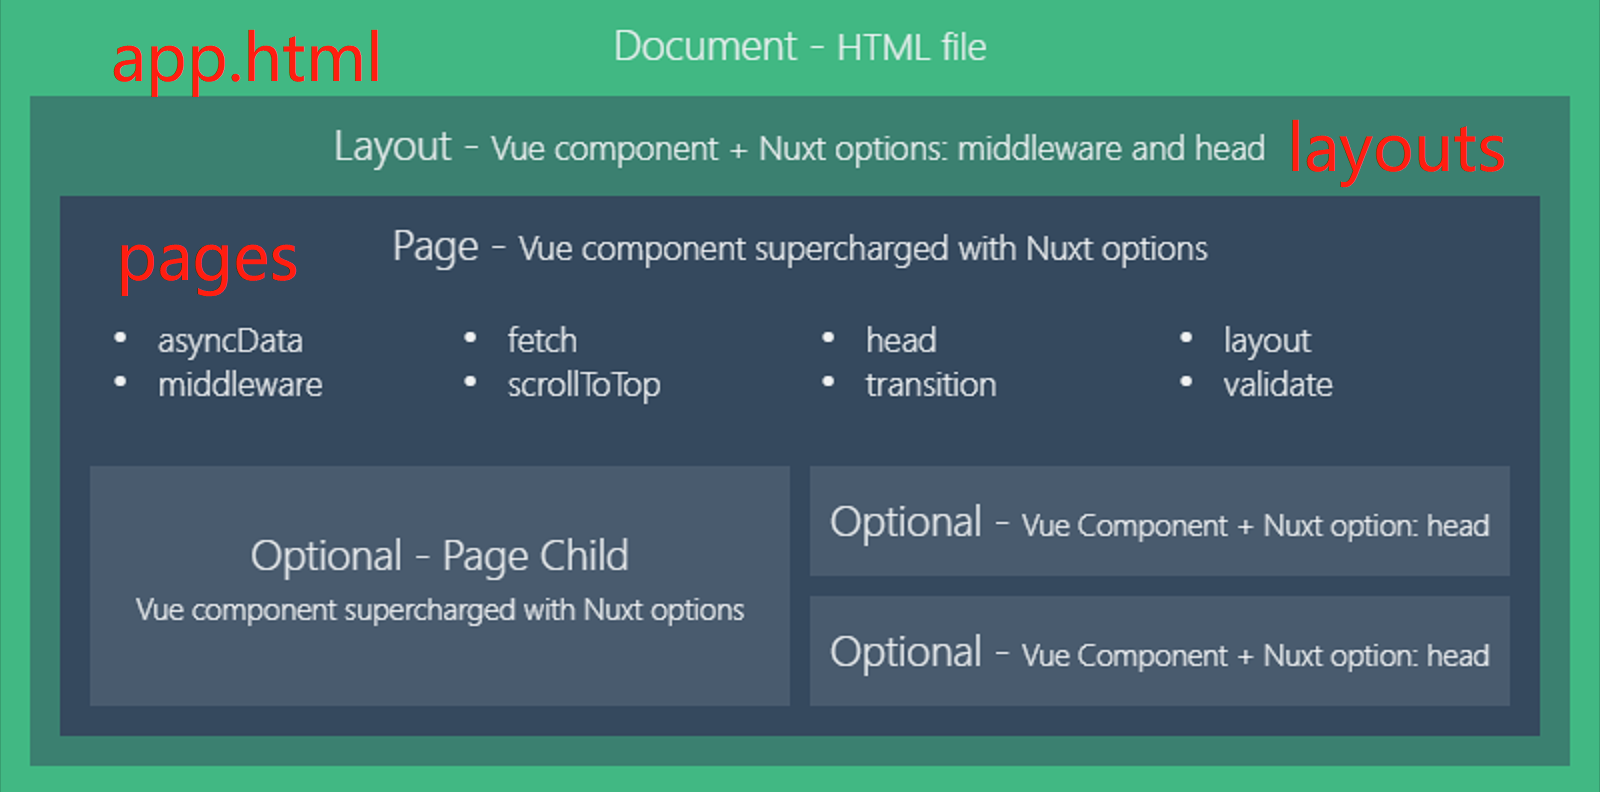 app.html
Document - HTML file
Layout - Vue component + Nuxt options: middleware and head
layouts
pages
Page - Vue component supercharged with Nuxt options
• asyncData
• middleware
• fetch
• scrollToTop
• head
• transition
• layout
• validate
Optional - Page Child
Vue component supercharged with Nuxt options
Optional - Vue Component + Nuxt option: head
Optional - Vue Component + Nuxt option: head